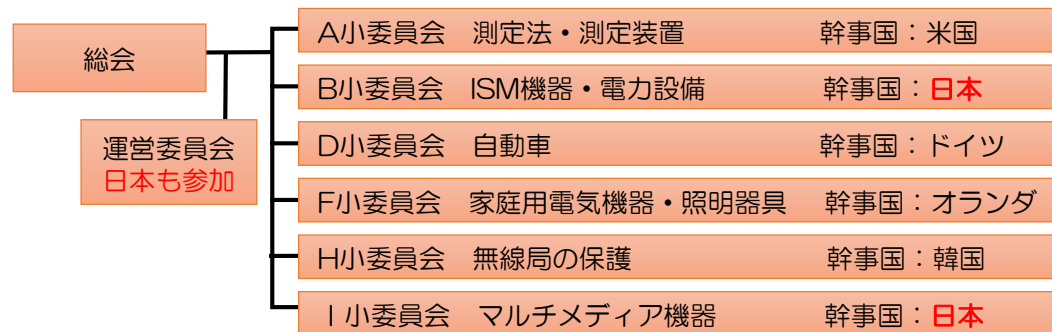 総会
運営委員会
日本も参加
A小委員会 測定法・測定装置 幹事国：米国
B小委員会 ISM機器・電力設備 幹事国：日本
D小委員会 自動車 幹事国：ドイツ
F小委員会 家庭用電気機器・照明器具 幹事国：オランダ
H小委員会 無線局の保護 幹事国：韓国
I小委員会 マルチメディア機器 幹事国：日本